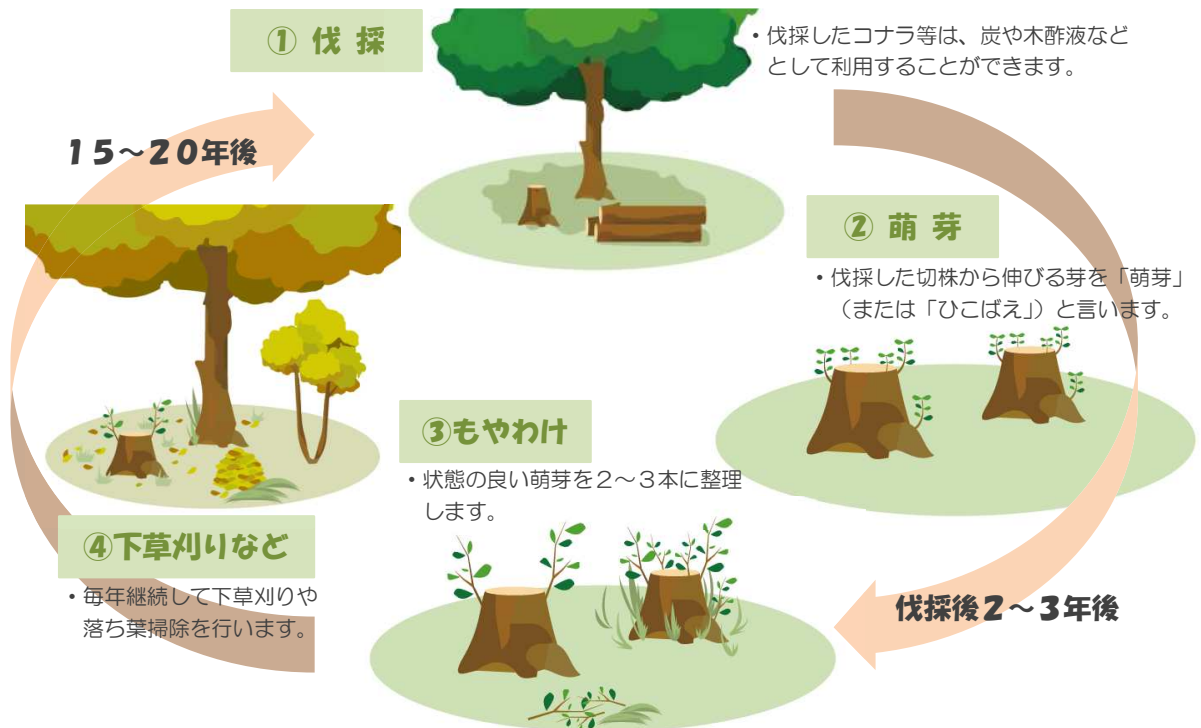 ① 伐 採
・伐採したコナラ等は、炭や木酢液など
として利用することができます。
15～20年後
② 萌 芽
・伐採した切株から伸びる芽を「萌芽」
（または「ひこばえ」）と言います。
③もやわけ
・状態の良い萌芽を２～３本に整理
します。
④下草刈りなど
・毎年継続して下草刈りや
落ち葉掃除を行います。
伐採後２～３年後